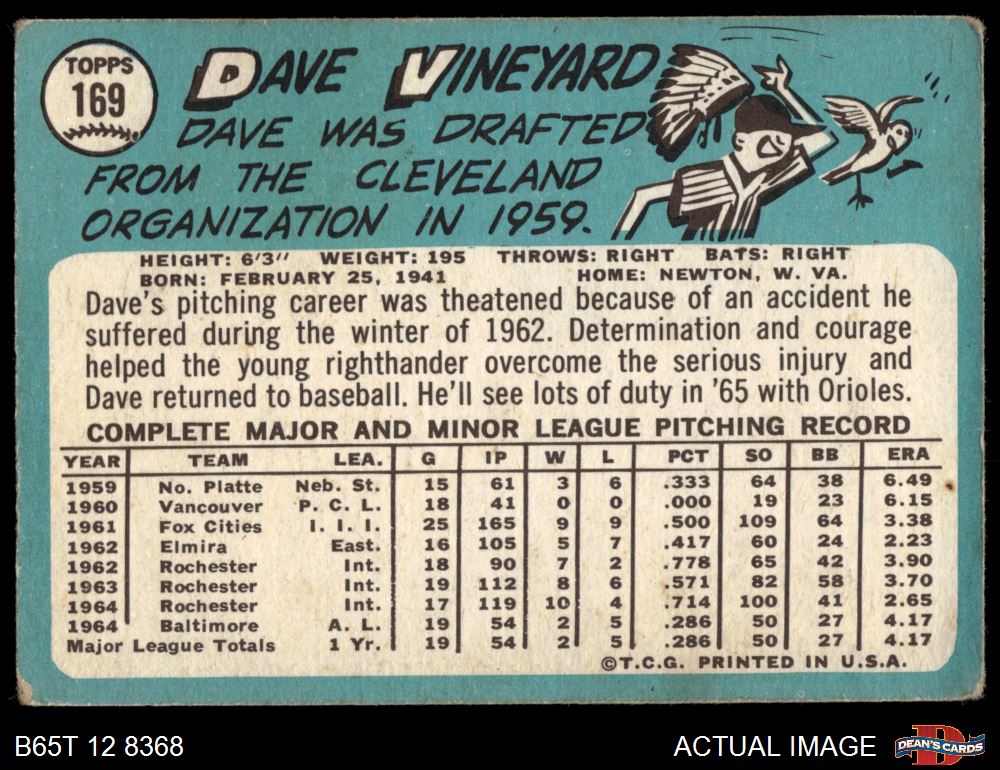 TOPPS
169
DAVE VINEYARD
DAVE WAS DRAFTED
FROM THE CLEVELAND
ORGANIZATION IN 1959.
HEIGHT: 6'3" WEIGHT: 195 THROWS: RIGHT BATS: RIGHT
BORN: FEBRUARY 25, 1941 HOME: NEWTON, W. VA.
Dave's pitching career was theatened because of an accident he
suffered during the winter of 1962. Determination and courage
helped the young righthander overcome the serious injury and
Dave returned to baseball. He'll see lots of duty in '65 with Orioles.
COMPLETE MAJOR AND MINOR LEAGUE PITCHING RECORD
YEAR TEAM LEA. G IP W L PCT SO BB ERA
1959 No. Platte Neb. St. 15 61 3 6 .333 64 38 6.49
1960 Vancouver P. C. L. 18 41 0 0 .000 19 23 6.15
1961 Fox Cities I. I. I. 25 165 9 9 .500 109 64 3.38
1962 Elmira East. 16 105 5 7 .417 60 24 2.23
1962 Rochester Int. 18 90 7 2 .778 65 42 3.90
1963 Rochester Int. 19 112 8 6 .571 82 58 3.70
1964 Rochester Int. 17 119 10 4 .714 100 41 2.65
1964 Baltimore A. L. 19 54 2 5 .286 50 27 4.17
Major League Totals 1 Yr. 19 54 2 5 .286 50 27 4.17
©T.C.G. PRINTED IN U.S.A.
B65T 12 8368 ACTUAL IMAGE DEAN'S CARDS